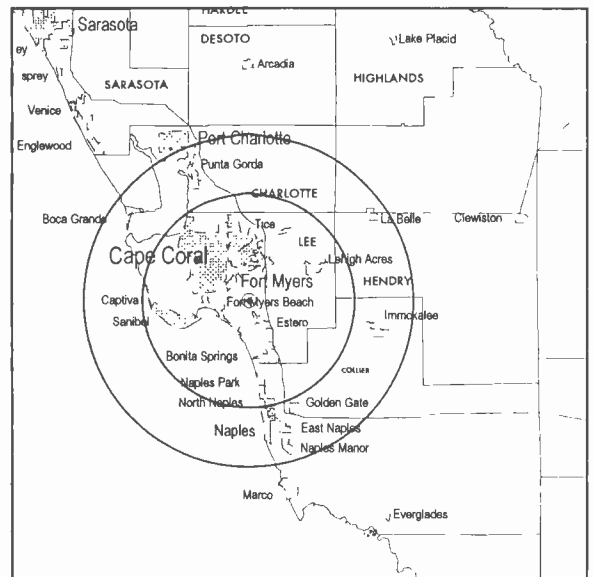 HARDEE
Sarasota
DESOTO
Lake Placid
ey
Arcadia
sprey
HIGHLANDS
SARASOTA
Venice
Port Charlotte
Englewood
Punta Gorda
CHARLOTTE
Boca Grande
La Belle
Clewiston
Tice
LEE
Cape Coral
Lehigh Acres
Fort Myers
HENDRY
Captiva
Fort Myers Beach
Sanibel
Estero
Immokalee
Bonita Springs
COLLIER
Naples Park
North Naples
Golden Gate
East Naples
Naples
Naples Manor
Marco
Everglades